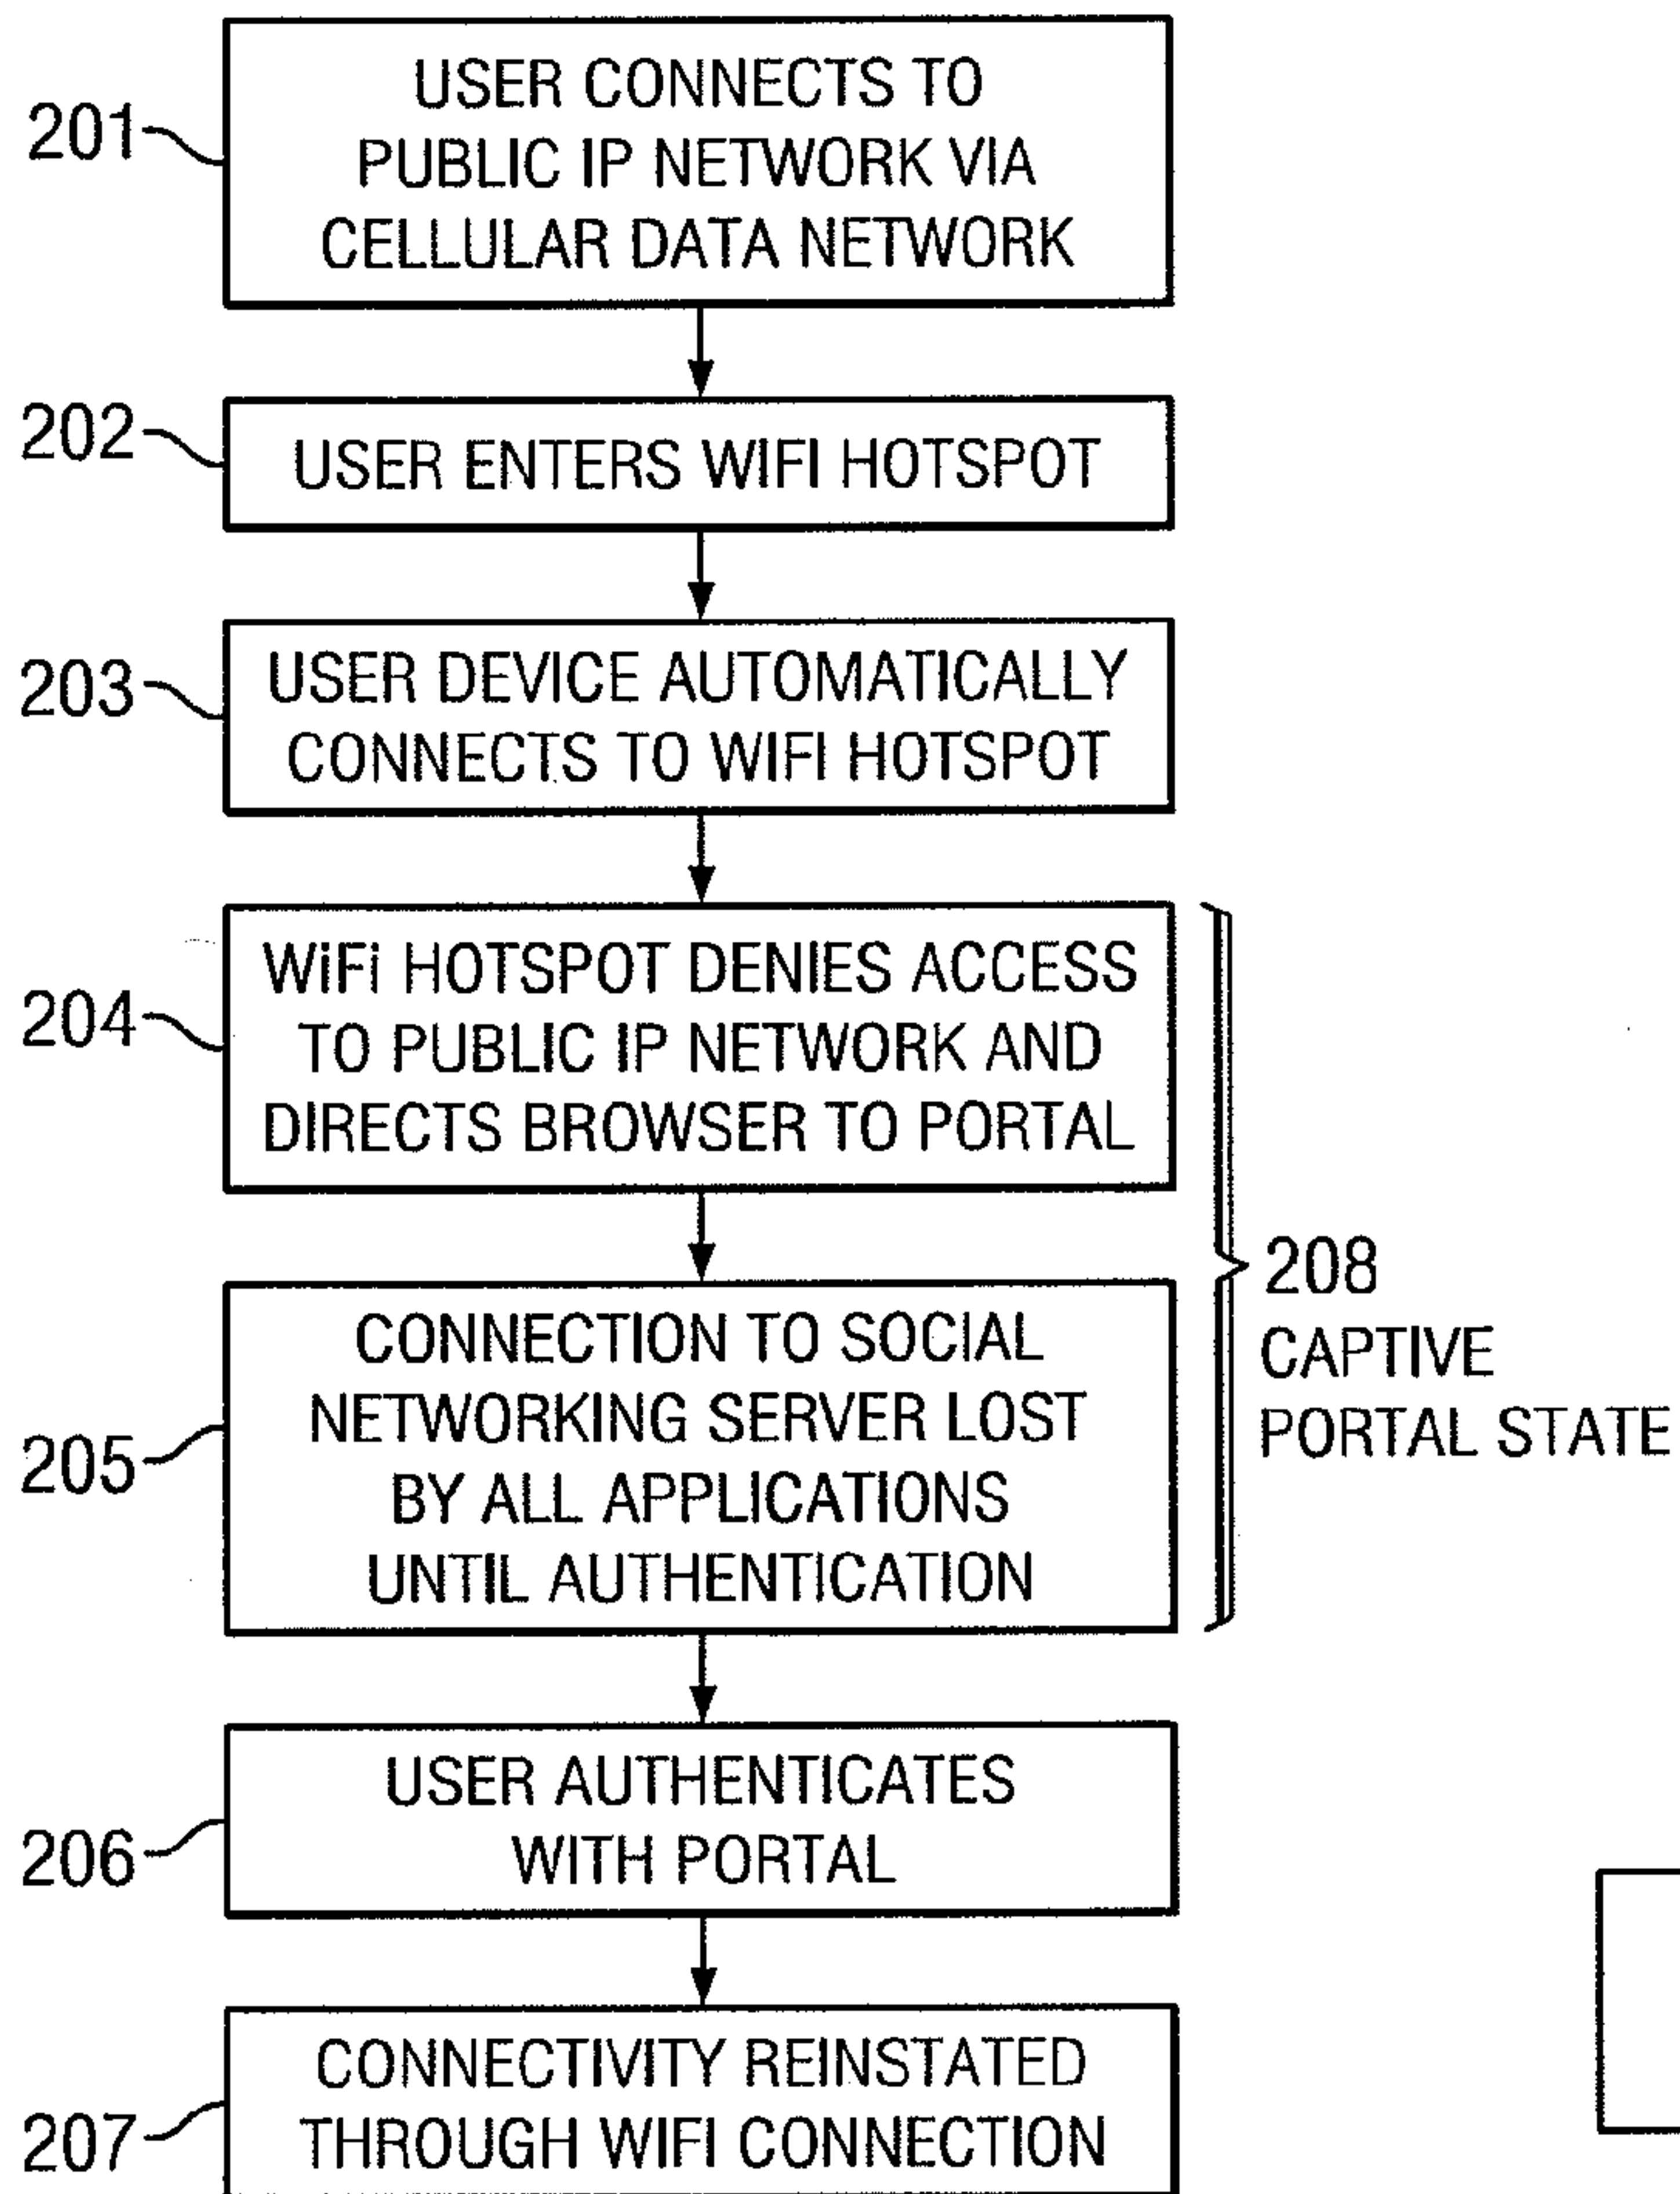 201
USER CONNECTS TO
PUBLIC IP NETWORK VIA
CELLULAR DATA NETWORK
202
USER ENTERS WIFI HOTSPOT
203
USER DEVICE AUTOMATICALLY
CONNECTS TO WIFI HOTSPOT
204
WiFi HOTSPOT DENIES ACCESS
TO PUBLIC IP NETWORK AND
DIRECTS BROWSER TO PORTAL
205
CONNECTION TO SOCIAL
NETWORKING SERVER LOST
BY ALL APPLICATIONS
UNTIL AUTHENTICATION
208
CAPTIVE
PORTAL STATE
206
USER AUTHENTICATES
WITH PORTAL
207
CONNECTIVITY REINSTATED
THROUGH WIFI CONNECTION